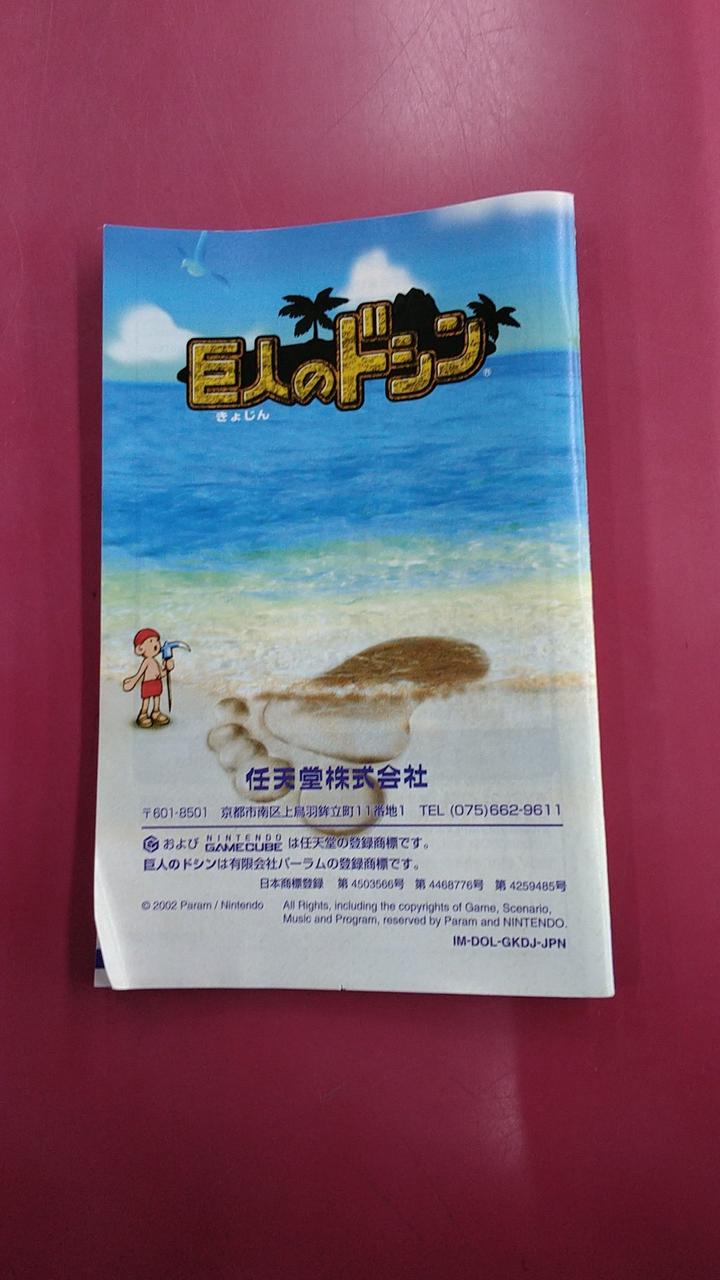 巨人のドシン®
きょじん
任天堂株式会社
〒601-8501 京都市南区上鳥羽鉾立町11番地1 TEL (075)662-9611
および NINTENDO GAMECUBE は任天堂の登録商標です。
巨人のドシンは有限会社パーラムの登録商標です。
日本商標登録 第4503566号 第4468776号 第4259485号
© 2002 Param / Nintendo All Rights, including the copyrights of Game, Scenario,
Music and Program, reserved by Param and NINTENDO.
IM-DOL-GKDJ-JPN